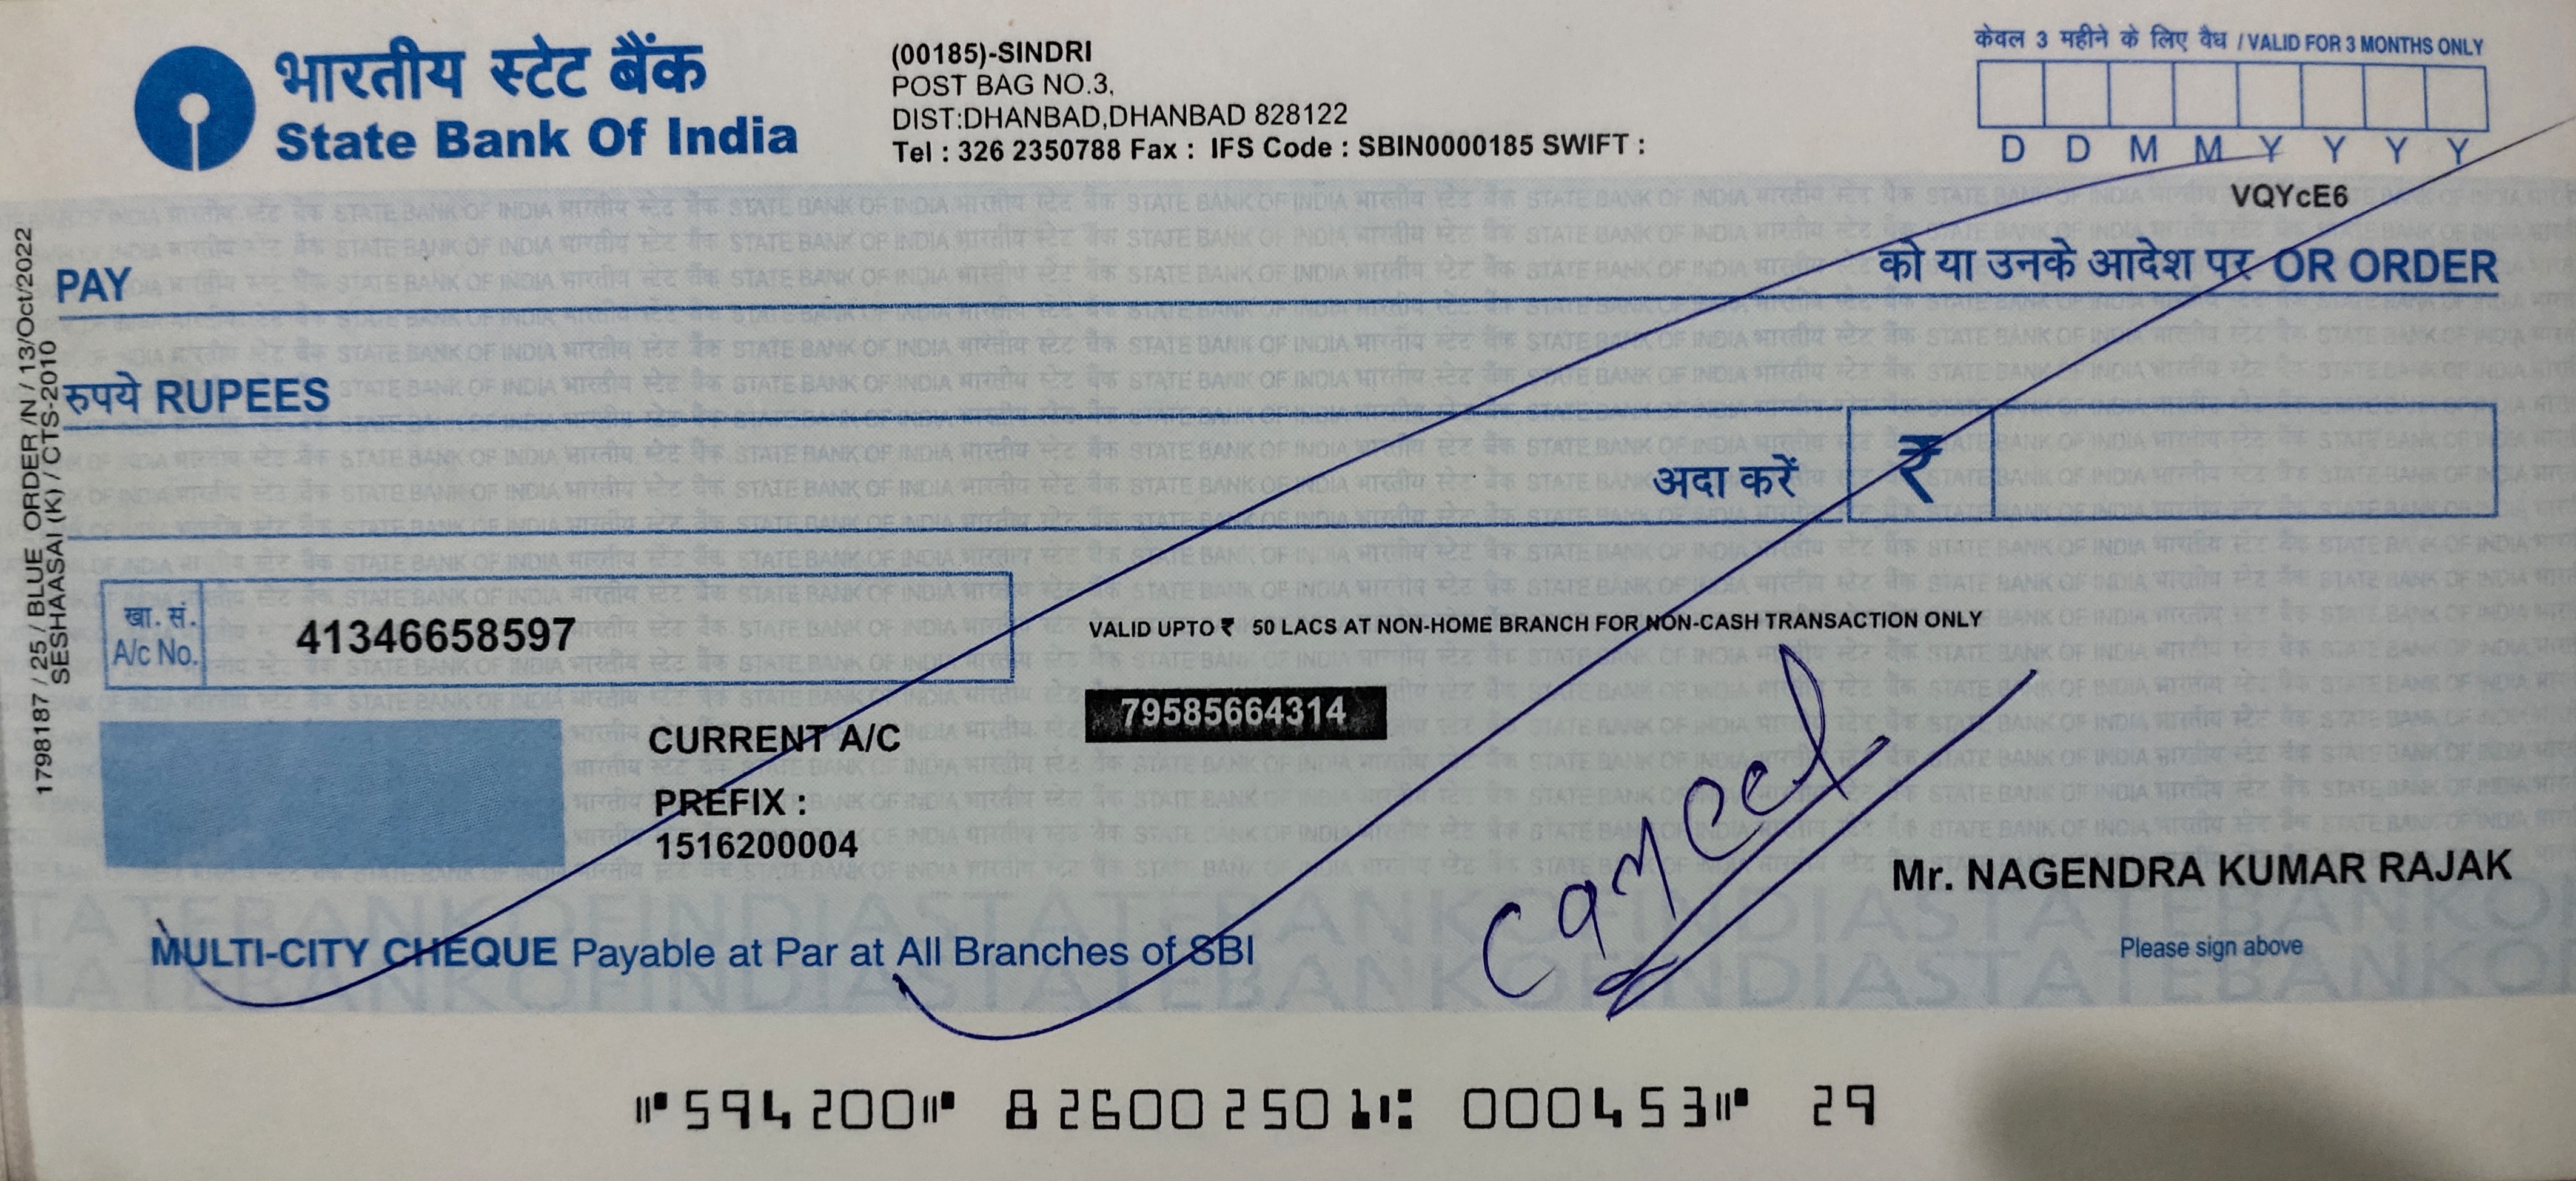 भारतीय स्टेट बैंक
State Bank Of India
(00185)-SINDRI
POST BAG NO.3,
DIST:DHANBAD,DHANBAD 828122
Tel : 326 2350788 Fax : IFS Code : SBIN0000185 SWIFT :
केवल 3 महीने के लिए वैध / VALID FOR 3 MONTHS ONLY
D D M M Y Y Y Y
VQYcE6
PAY
को या उनके आदेश पर OR ORDER
रुपये RUPEES
अदा करें ₹
खा. सं.
A/c No.
41346658597
VALID UPTO ₹ 50 LACS AT NON-HOME BRANCH FOR NON-CASH TRANSACTION ONLY
79585664314
CURRENT A/C
PREFIX :
1516200004
Cancel
Mr. NAGENDRA KUMAR RAJAK
MULTI-CITY CHEQUE Payable at Par at All Branches of SBI
Please sign above
⑈594200⑈ 826002501⑆ 000453⑈ 29
1798187 / 25 / BLUE ORDER /N / 13/Oct/2022
SESHAASAI (K) / CTS-2010